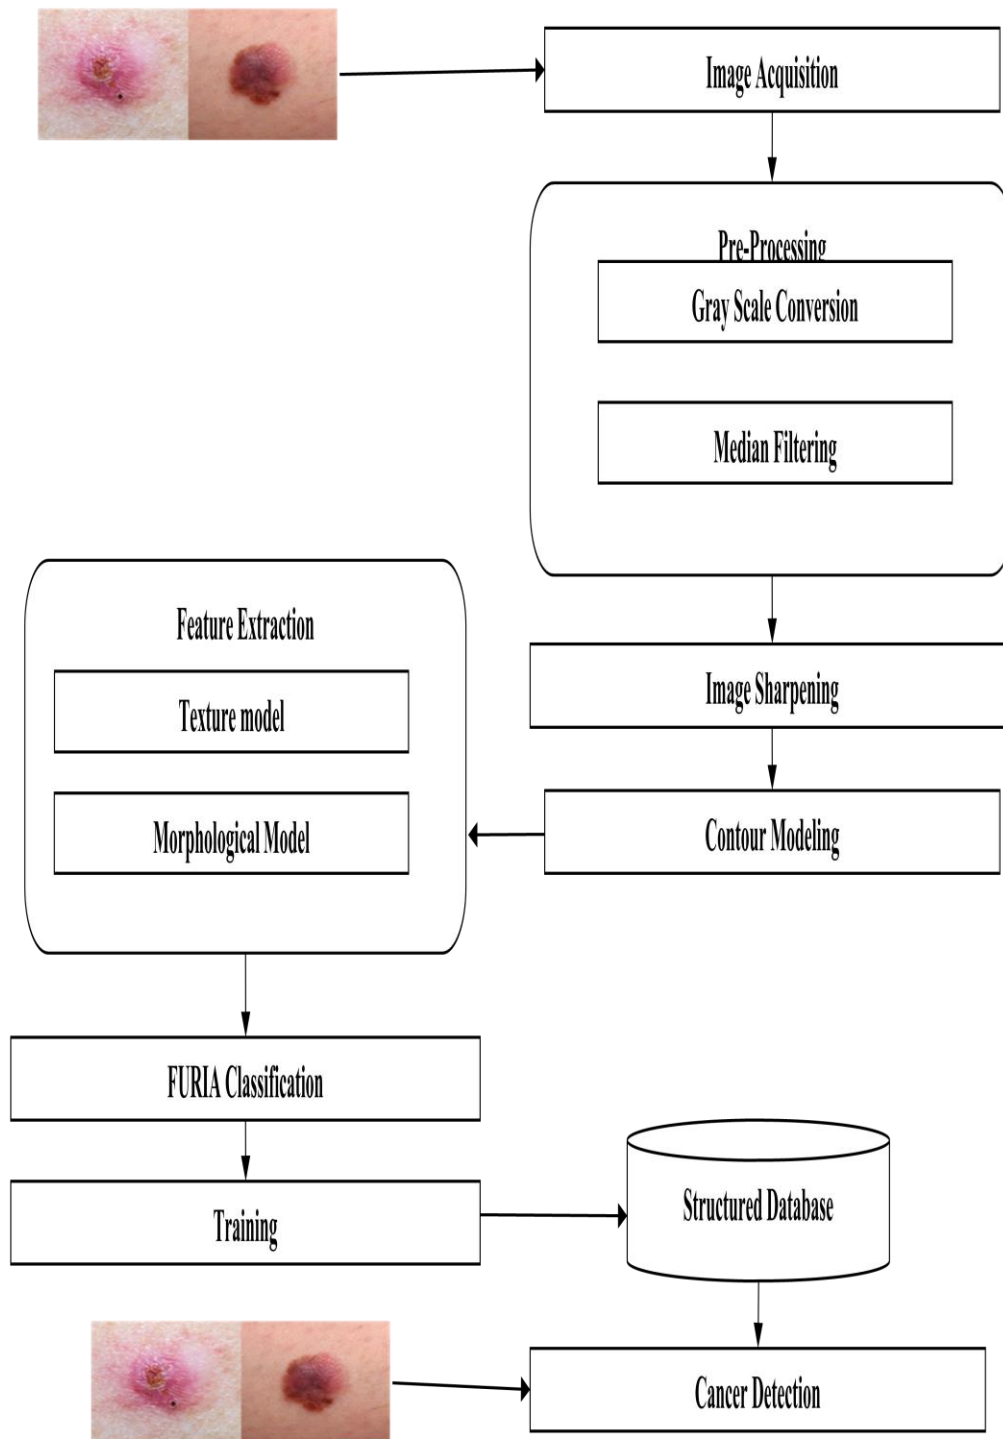 Image Acquisition
Pre-Processing
Gray Scale Conversion
Median Filtering
Image Sharpening
Contour Modeling
Feature Extraction
Texture model
Morphological Model
FURIA Classification
Training
Structured Database
Cancer Detection